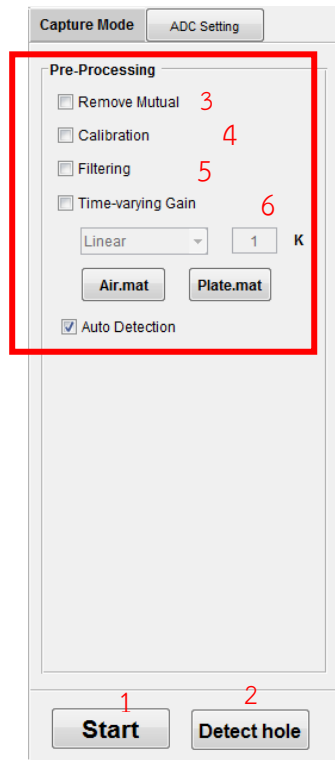 Capture Mode ADC Setting
Pre-Processing
Remove Mutual 3
Calibration 4
Filtering 5
Time-varying Gain 6
Linear 1 K
Air.mat Plate.mat
Auto Detection
1 2
Start Detect hole